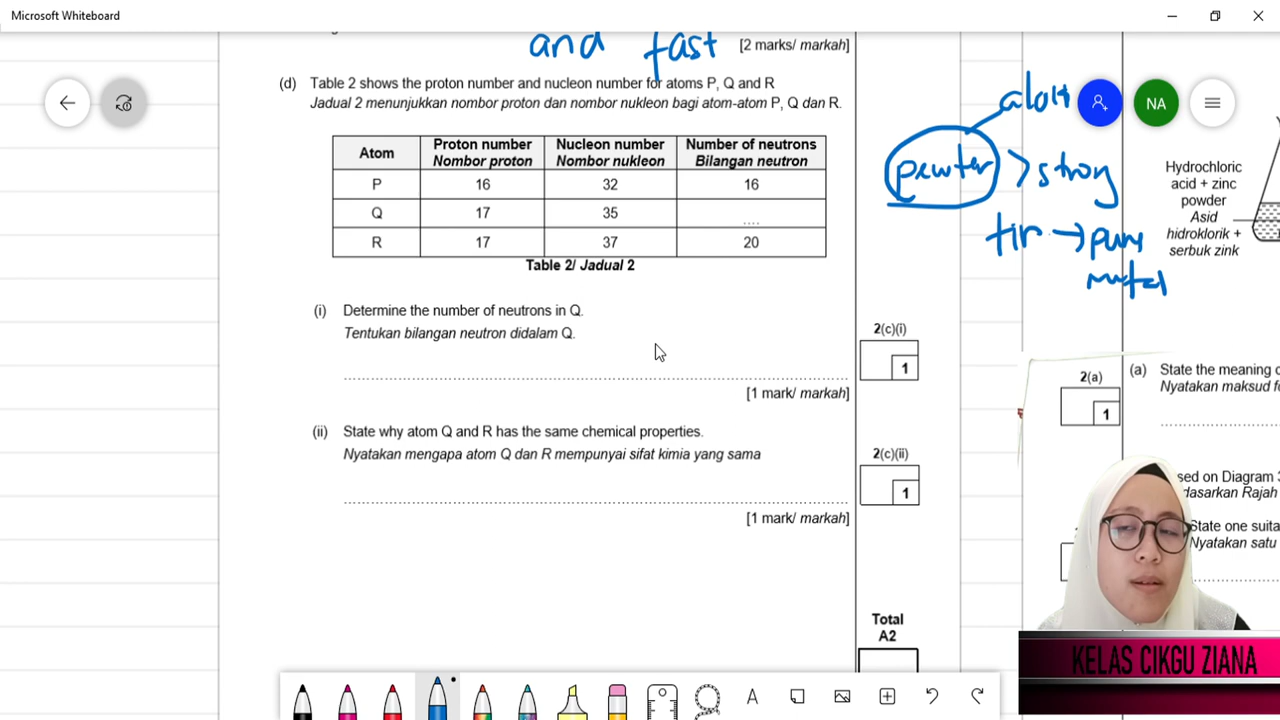 Microsoft Whiteboard
and fast
[2 marks/ markah]
(d) Table 2 shows the proton number and nucleon number for atoms P, Q and R
Jadual 2 menunjukkan nombor proton dan nombor nukleon bagi atom-atom P, Q dan R.
Atom Proton number Nucleon number Number of neutrons
Nombor proton Nombor nukleon Bilangan neutron
P 16 32 16
Q 17 35 ....
R 17 37 20
Table 2/ Jadual 2
(i) Determine the number of neutrons in Q.
Tentukan bilangan neutron didalam Q.
2(c)(i)
1
[1 mark/ markah]
(ii) State why atom Q and R has the same chemical properties.
Nyatakan mengapa atom Q dan R mempunyai sifat kimia yang sama
2(c)(ii)
1
[1 mark/ markah]
Total
A2
NA
pewter > strong
tin → pure
metal
Hydrochloric
acid + zinc
powder
Asid
hidroklorik +
serbuk zink
2(a)
1
(a) State the meaning
Nyatakan maksud
sed on Diagram
dasarkan Rajah
State one suita
Nyatakan satu
KELAS CIKGU ZIANA